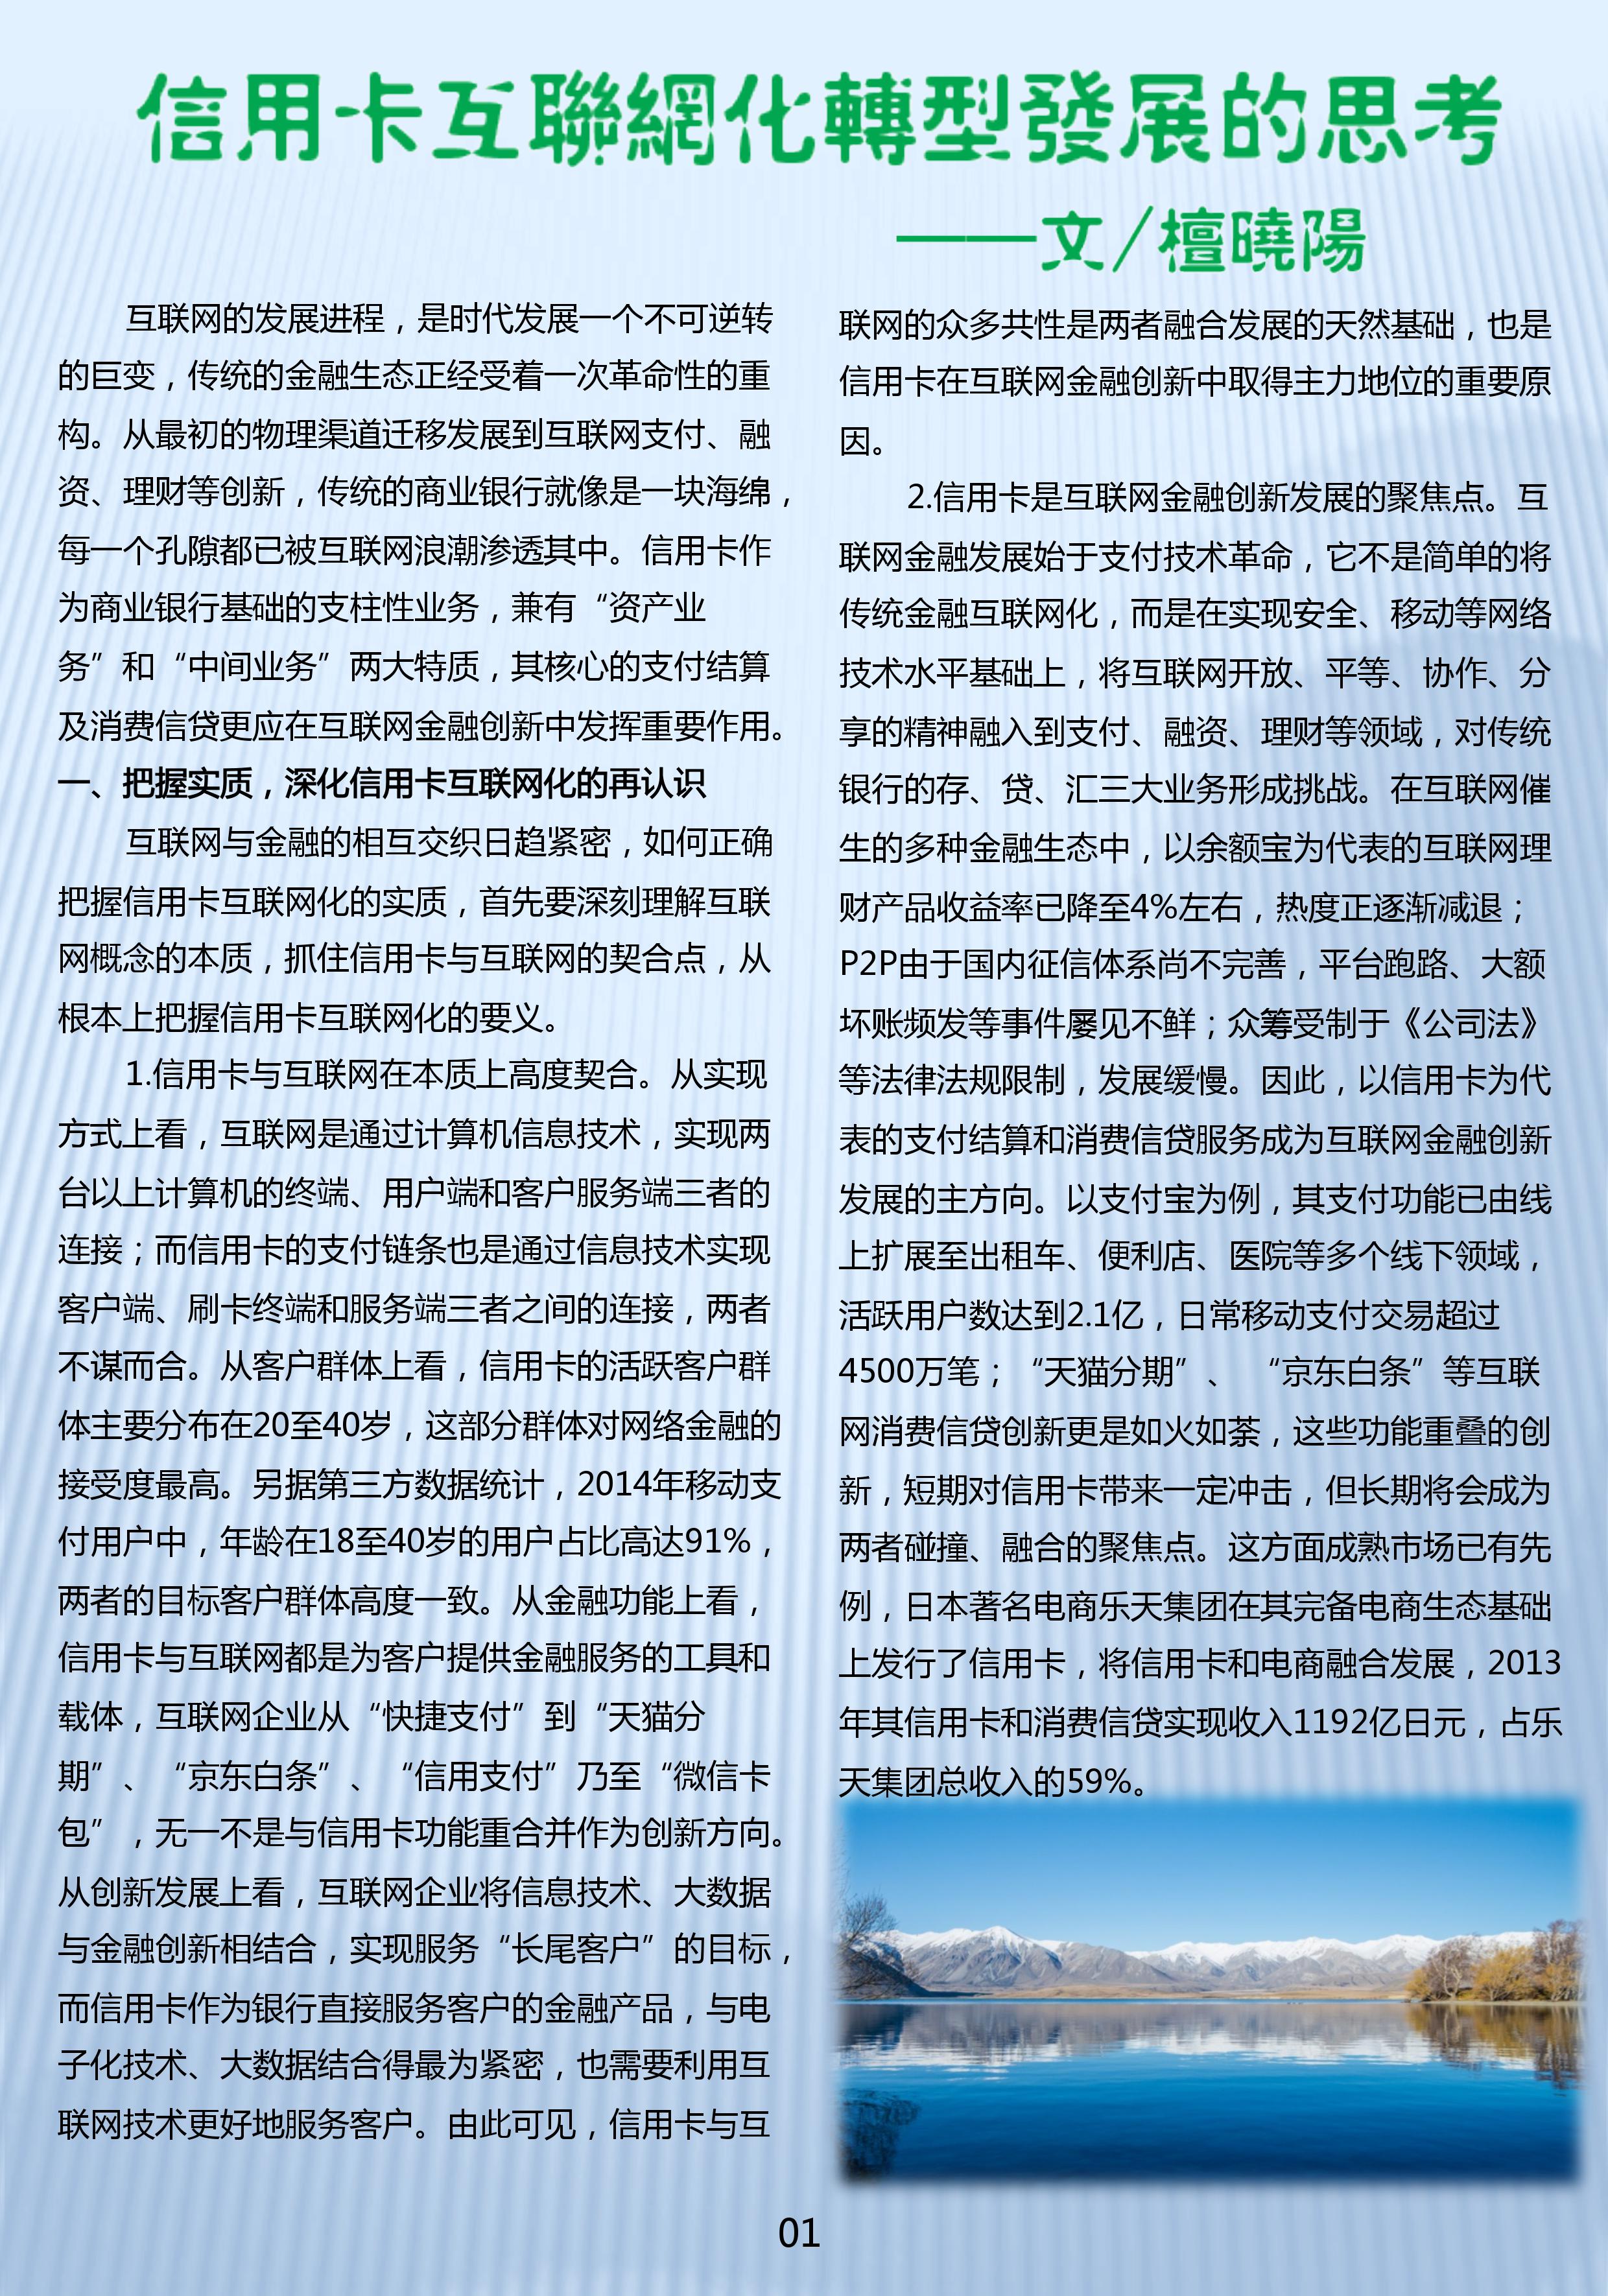 信用卡互聯網化轉型發展的思考
——文/檀曉陽
互联网的发展进程，是时代发展一个不可逆转
的巨变，传统的金融生态正经受着一次革命性的重
构。从最初的物理渠道迁移发展到互联网支付、融
资、理财等创新，传统的商业银行就像是一块海绵，
每一个孔隙都已被互联网浪潮渗透其中。信用卡作
为商业银行基础的支柱性业务，兼有“资产业
务”和“中间业务”两大特质，其核心的支付结算
及消费信贷更应在互联网金融创新中发挥重要作用。
一、把握实质，深化信用卡互联网化的再认识
互联网与金融的相互交织日趋紧密，如何正确
把握信用卡互联网化的实质，首先要深刻理解互联
网概念的本质，抓住信用卡与互联网的契合点，从
根本上把握信用卡互联网化的要义。
1.信用卡与互联网在本质上高度契合。从实现
方式上看，互联网是通过计算机信息技术，实现两
台以上计算机的终端、用户端和客户服务端三者的
连接；而信用卡的支付链条也是通过信息技术实现
客户端、刷卡终端和服务端三者之间的连接，两者
不谋而合。从客户群体上看，信用卡的活跃客户群
体主要分布在20至40岁，这部分群体对网络金融的
接受度最高。另据第三方数据统计，2014年移动支
付用户中，年龄在18至40岁的用户占比高达91%，
两者的目标客户群体高度一致。从金融功能上看，
信用卡与互联网都是为客户提供金融服务的工具和
载体，互联网企业从“快捷支付”到“天猫分
期”、“京东白条”、“信用支付”乃至“微信卡
包”，无一不是与信用卡功能重合并作为创新方向。
从创新发展上看，互联网企业将信息技术、大数据
与金融创新相结合，实现服务“长尾客户”的目标，
而信用卡作为银行直接服务客户的金融产品，与电
子化技术、大数据结合得最为紧密，也需要利用互
联网技术更好地服务客户。由此可见，信用卡与互
联网的众多共性是两者融合发展的天然基础，也是
信用卡在互联网金融创新中取得主力地位的重要原
因。
2.信用卡是互联网金融创新发展的聚焦点。互
联网金融发展始于支付技术革命，它不是简单的将
传统金融互联网化，而是在实现安全、移动等网络
技术水平基础上，将互联网开放、平等、协作、分
享的精神融入到支付、融资、理财等领域，对传统
银行的存、贷、汇三大业务形成挑战。在互联网催
生的多种金融生态中，以余额宝为代表的互联网理
财产品收益率已降至4%左右，热度正逐渐减退；
P2P由于国内征信体系尚不完善，平台跑路、大额
坏账频发等事件屡见不鲜；众筹受制于《公司法》
等法律法规限制，发展缓慢。因此，以信用卡为代
表的支付结算和消费信贷服务成为互联网金融创新
发展的主方向。以支付宝为例，其支付功能已由线
上扩展至出租车、便利店、医院等多个线下领域，
活跃用户数达到2.1亿，日常移动支付交易超过
4500万笔；“天猫分期”、“京东白条”等互联
网消费信贷创新更是如火如荼，这些功能重叠的创
新，短期对信用卡带来一定冲击，但长期将会成为
两者碰撞、融合的聚焦点。这方面成熟市场已有先
例，日本著名电商乐天集团在其完备电商生态基础
上发行了信用卡，将信用卡和电商融合发展，2013
年其信用卡和消费信贷实现收入1192亿日元，占乐
天集团总收入的59%。
01